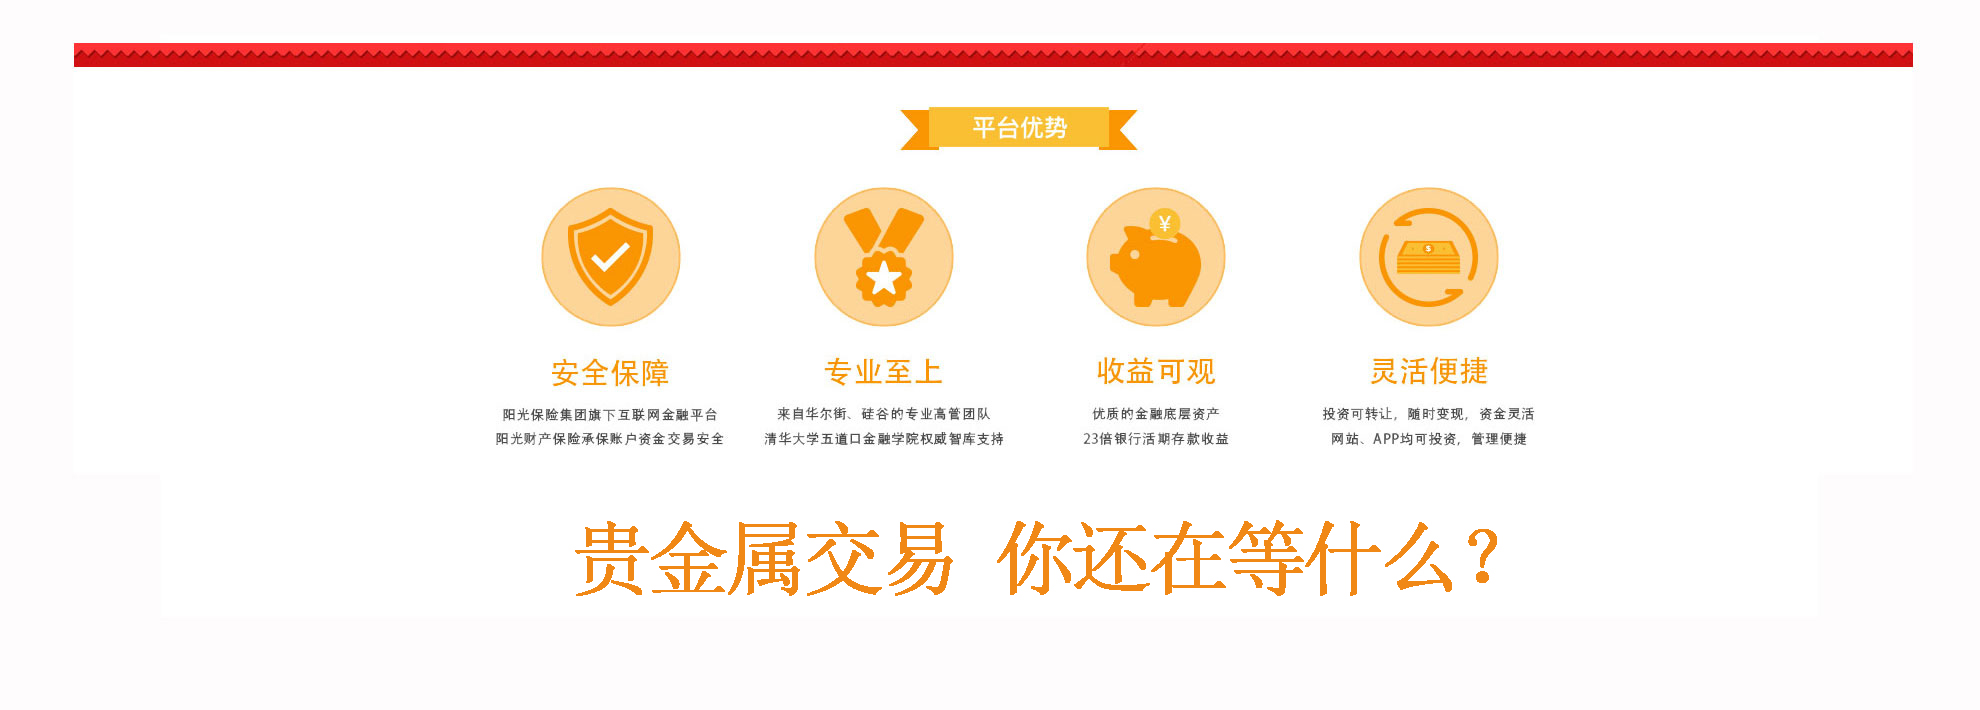 平台优势
¥
$
安全保障
阳光保险集团旗下互联网金融平台
阳光财产保险承保账户资金交易安全
专业至上
来自华尔街、硅谷的专业高管团队
清华大学五道口金融学院权威智库支持
收益可观
优质的金融底层资产
23倍银行活期存款收益
灵活便捷
投资可转让，随时变现，资金灵活
网站、APP均可投资，管理便捷
贵金属交易 你还在等什么？